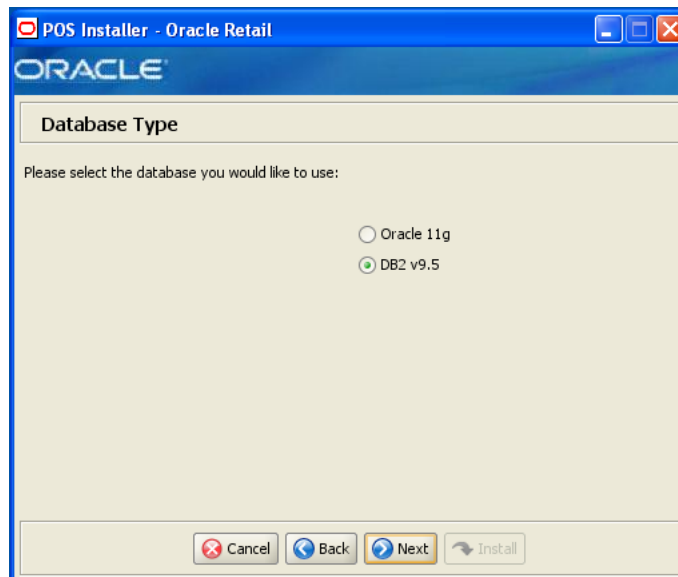 POS Installer - Oracle Retail
ORACLE
Database Type
Please select the database you would like to use:
Oracle 11g
DB2 v9.5
Cancel Back Next Install